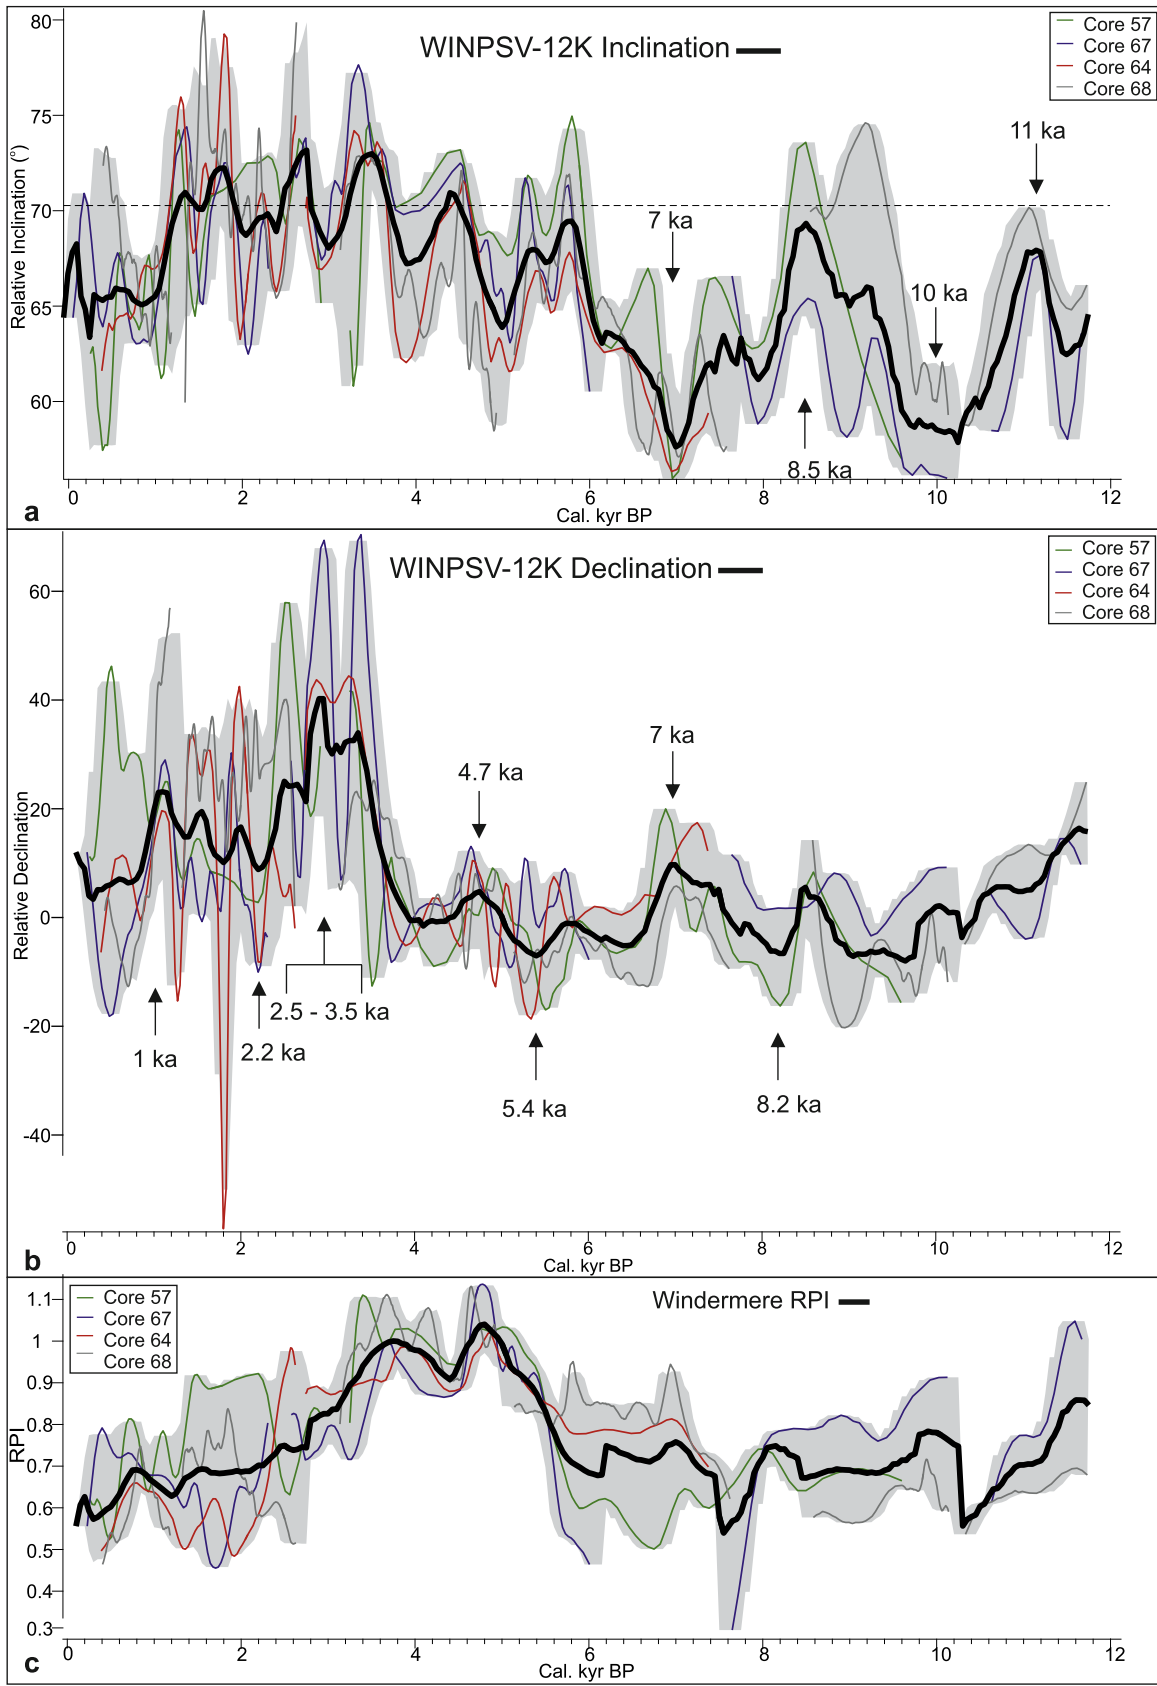 WINPSV-12K Inclination
Core 57
Core 67
Core 64
Core 68
Relative Inclination (°)
80
75
70
65
60
7 ka
8.5 ka
10 ka
11 ka
0 2 4 6 8 10 12
Cal. kyr BP
a
WINPSV-12K Declination
Core 57
Core 67
Core 64
Core 68
Relative Declination
60
40
20
0
-20
-40
1 ka
2.2 ka
2.5 - 3.5 ka
4.7 ka
5.4 ka
7 ka
8.2 ka
0 2 4 6 8 10 12
Cal. kyr BP
b
Windermere RPI
Core 57
Core 67
Core 64
Core 68
RPI
1.1
1
0.9
0.8
0.7
0.6
0.5
0.4
0.3
0 2 4 6 8 10 12
Cal. kyr BP
c